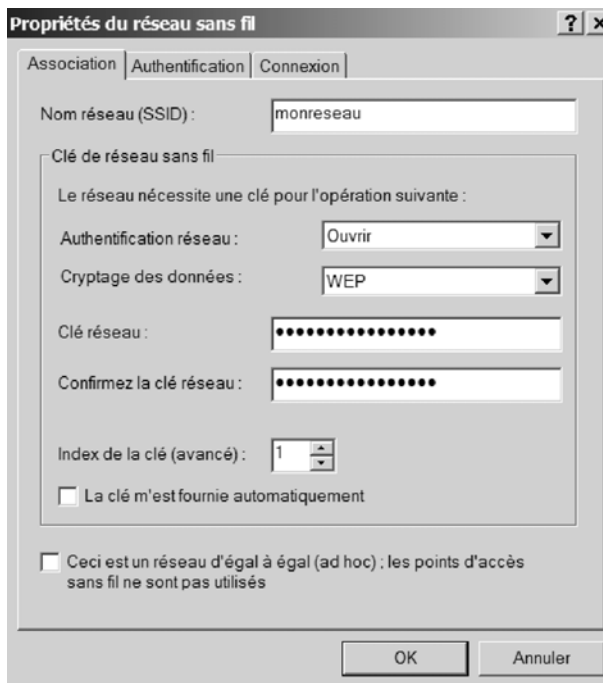 Propriétés du réseau sans fil
Association Authentification Connexion
Nom réseau (SSID) : monreseau
Clé de réseau sans fil
Le réseau nécessite une clé pour l'opération suivante :
Authentification réseau : Ouvrir
Cryptage des données : WEP
Clé réseau : ••••••••••••••••
Confirmez la clé réseau : ••••••••••••••••
Index de la clé (avancé) : 1
La clé m'est fournie automatiquement
Ceci est un réseau d'égal à égal (ad hoc) ; les points d'accès
sans fil ne sont pas utilisés
OK Annuler